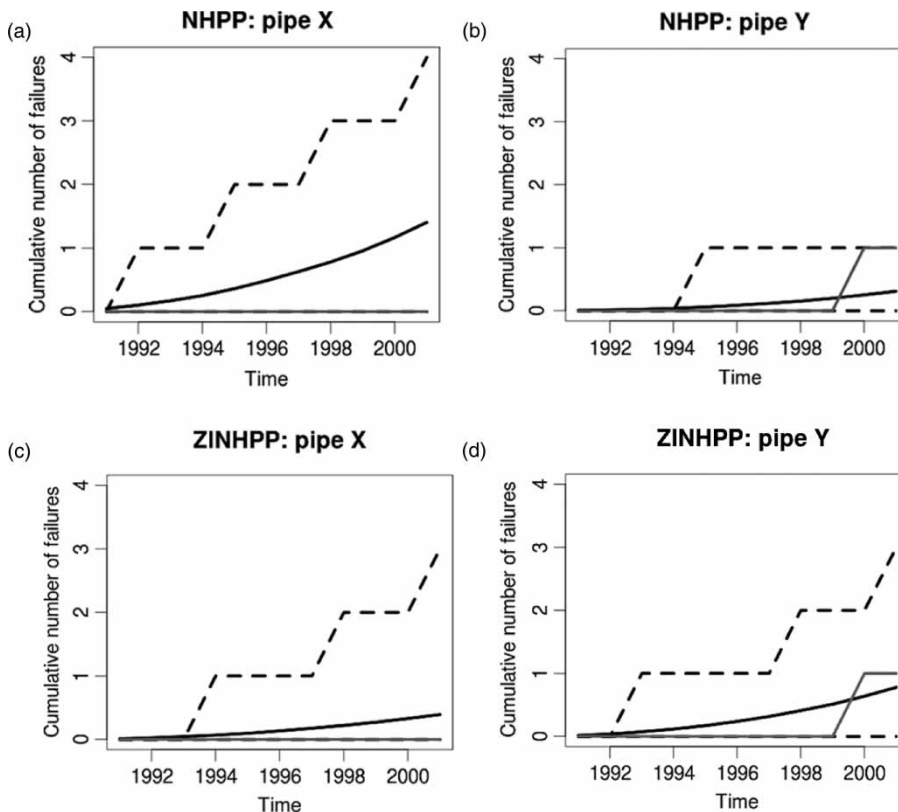 (a)
NHPP: pipe X
Cumulative number of failures
4
3
2
1
0
1992 1994 1996 1998 2000
Time
(b)
NHPP: pipe Y
Cumulative number of failures
4
3
2
1
0
1992 1994 1996 1998 2000
Time
(c)
ZINHPP: pipe X
Cumulative number of failures
4
3
2
1
0
1992 1994 1996 1998 2000
Time
(d)
ZINHPP: pipe Y
Cumulative number of failures
4
3
2
1
0
1992 1994 1996 1998 2000
Time